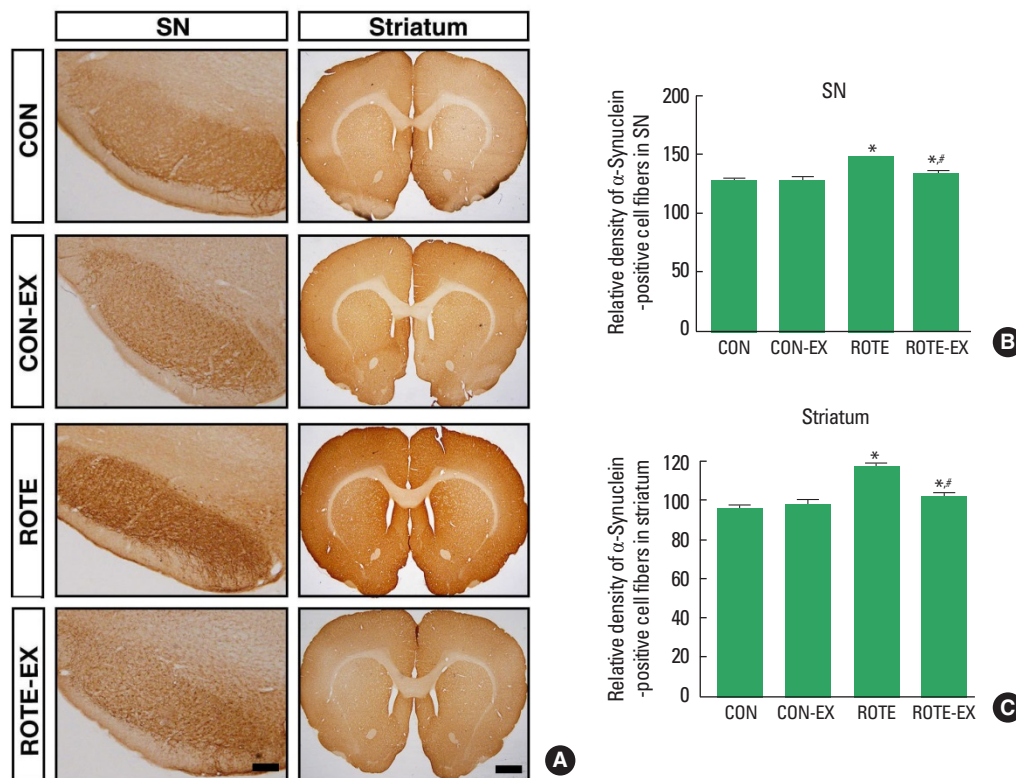 SN
Striatum
CON
CON-EX
ROTE
ROTE-EX
A
SN
Relative density of α-Synuclein
-positive cell fibers in SN
200
150
100
50
0
*
*,#
CON
CON-EX
ROTE
ROTE-EX
B
Striatum
Relative density of α-Synuclein
-positive cell fibers in striatum
120
100
80
60
40
20
0
*
*,#
CON
CON-EX
ROTE
ROTE-EX
C